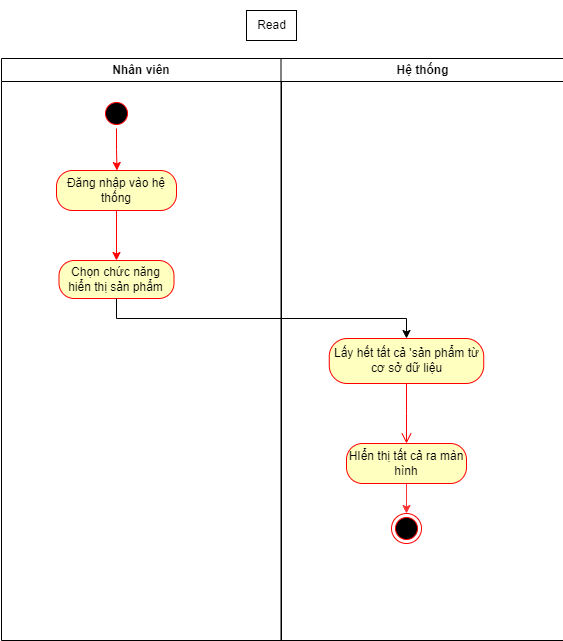 Read
Nhân viên
Hệ thống
Đăng nhập vào hệ
thống
Chọn chức năng
hiển thị sản phẩm
Lấy hết tất cả 'sản phẩm từ
cơ sở dữ liệu
HIển thị tất cả ra màn
hình